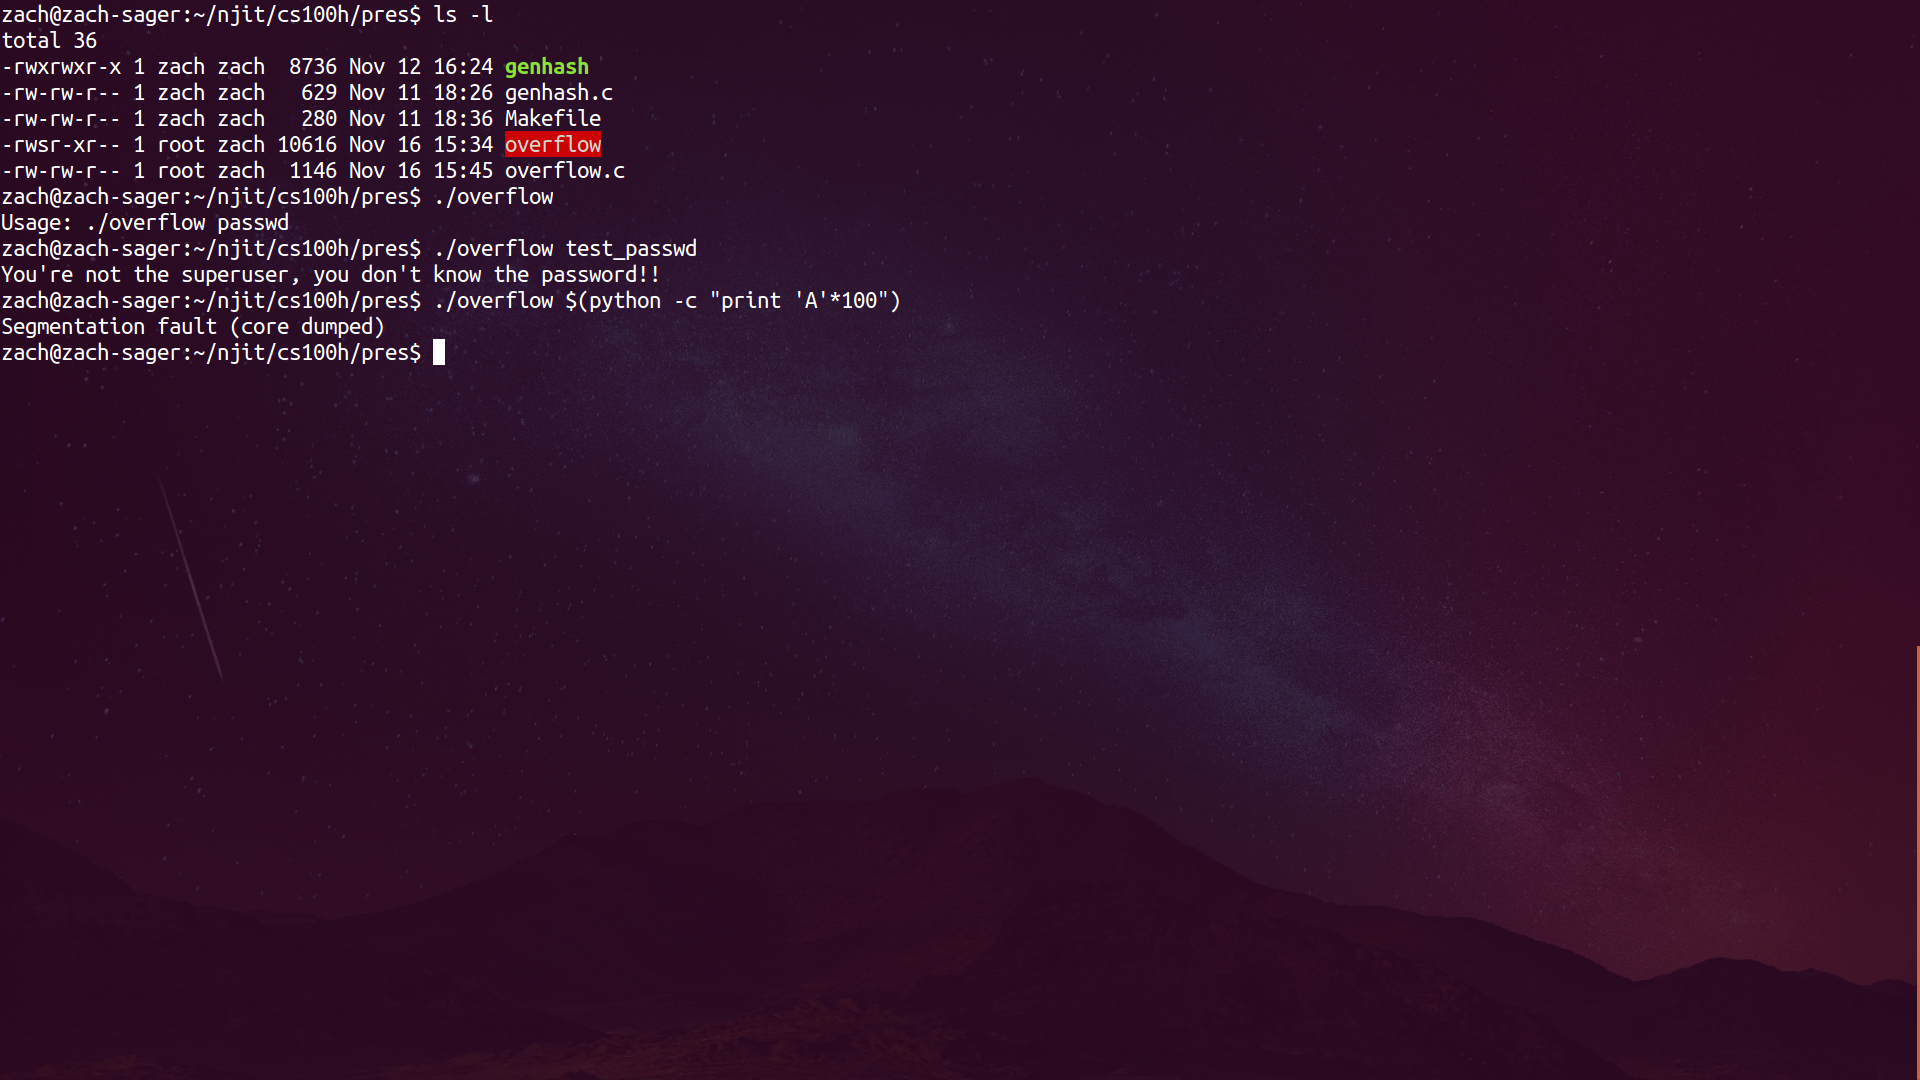 zach@zach-sager:~/njit/cs100h/pres$ ls -l
total 36
-rwxrwxr-x 1 zach zach  8736 Nov 12 16:24 genhash
-rw-rw-r-- 1 zach zach   629 Nov 11 18:26 genhash.c
-rw-rw-r-- 1 zach zach   280 Nov 11 18:36 Makefile
-rwsr-xr-- 1 root zach 10616 Nov 16 15:34 overflow
-rw-rw-r-- 1 root zach  1146 Nov 16 15:45 overflow.c
zach@zach-sager:~/njit/cs100h/pres$ ./overflow
Usage: ./overflow passwd
zach@zach-sager:~/njit/cs100h/pres$ ./overflow test_passwd
You're not the superuser, you don't know the password!!
zach@zach-sager:~/njit/cs100h/pres$ ./overflow $(python -c "print 'A'*100")
Segmentation fault (core dumped)
zach@zach-sager:~/njit/cs100h/pres$